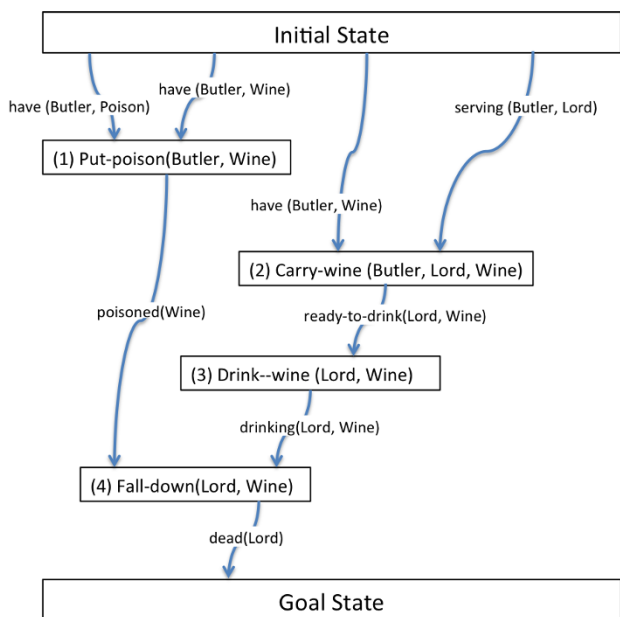 Initial State
have (Butler, Wine)
have (Butler, Poison)
serving (Butler, Lord)
(1) Put-poison(Butler, Wine)
have (Butler, Wine)
(2) Carry-wine (Butler, Lord, Wine)
poisoned(Wine)
ready-to-drink(Lord, Wine)
(3) Drink--wine (Lord, Wine)
drinking(Lord, Wine)
(4) Fall-down(Lord, Wine)
dead(Lord)
Goal State